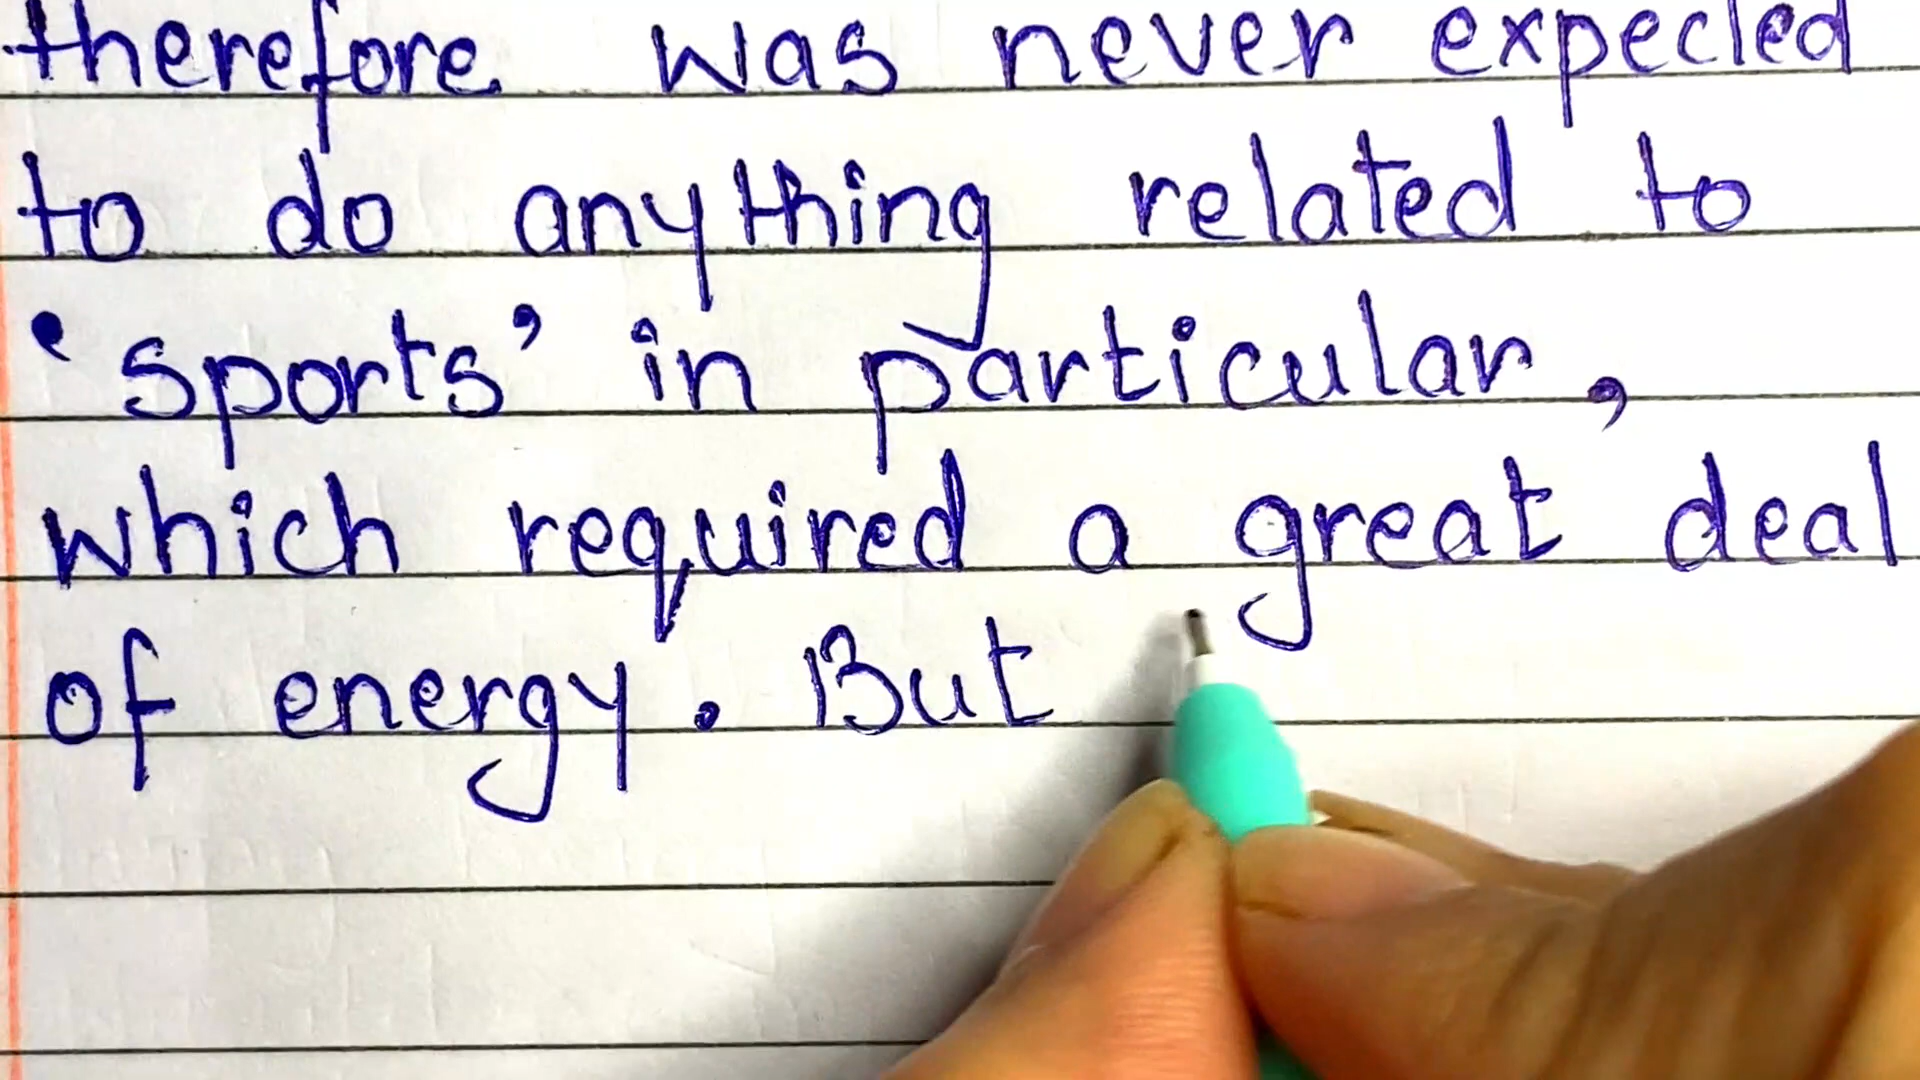 therefore was never expected
to do anything related to
‘sports’ in particular,
which required a great deal
of energy. But